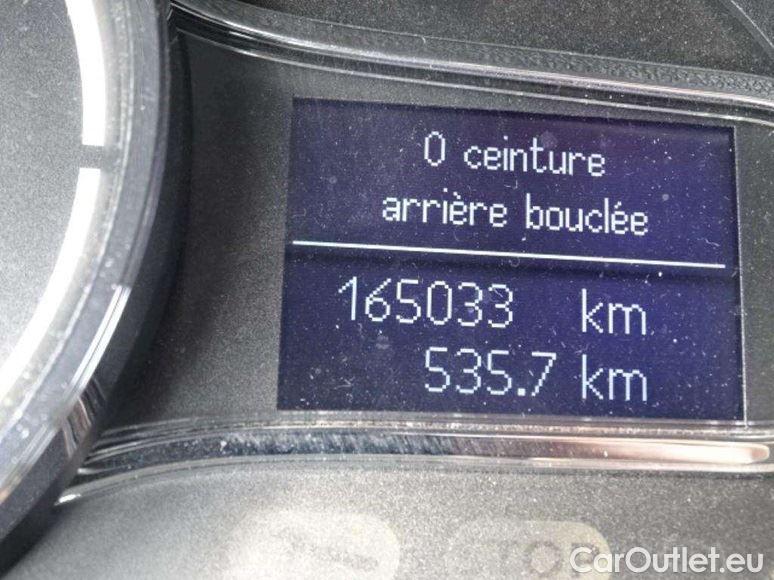 0 ceinture
arrière bouclée
165033 km
535.7 km
CarOutlet.eu